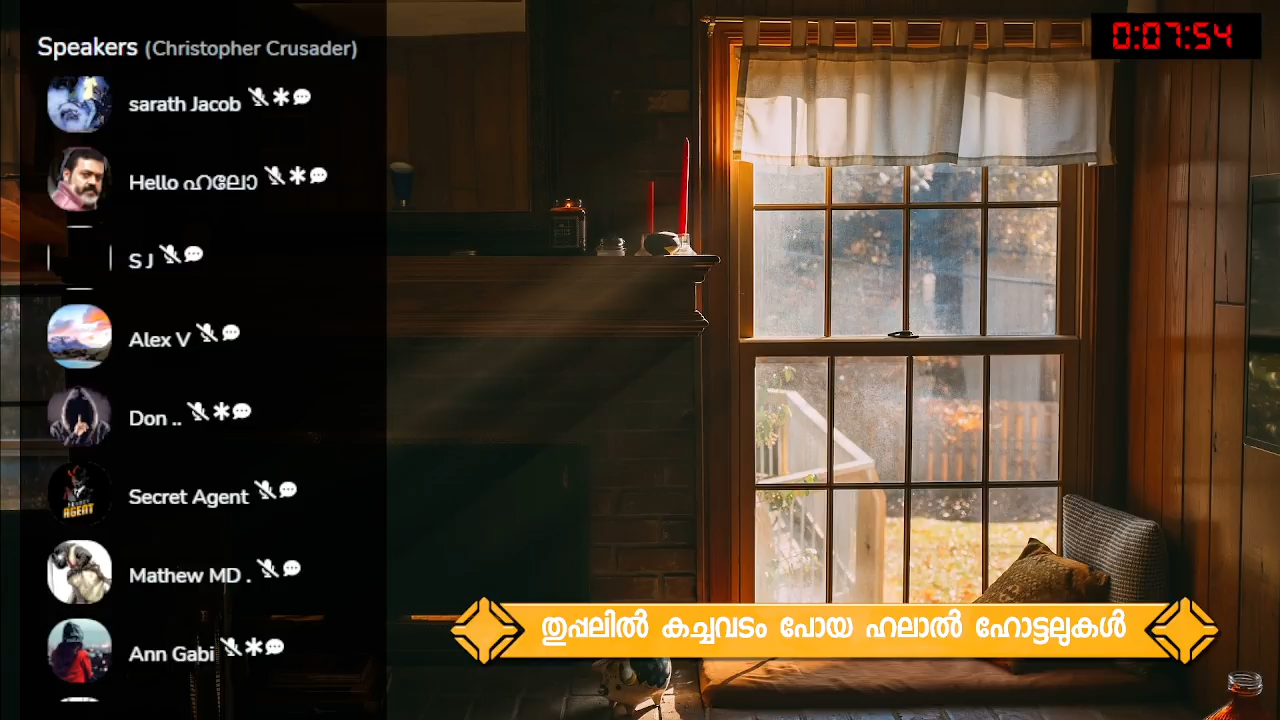 Speakers (Christopher Crusader)
0:07:54
sarath Jacob
Hello ഹലോ
S J
Alex V
Don ..
Secret Agent
AGENT
Mathew MD .
Ann Gabi
തുപ്പലിൽ കച്ചവടം പോയ ഹലാൽ ഹോട്ടലുകൾ